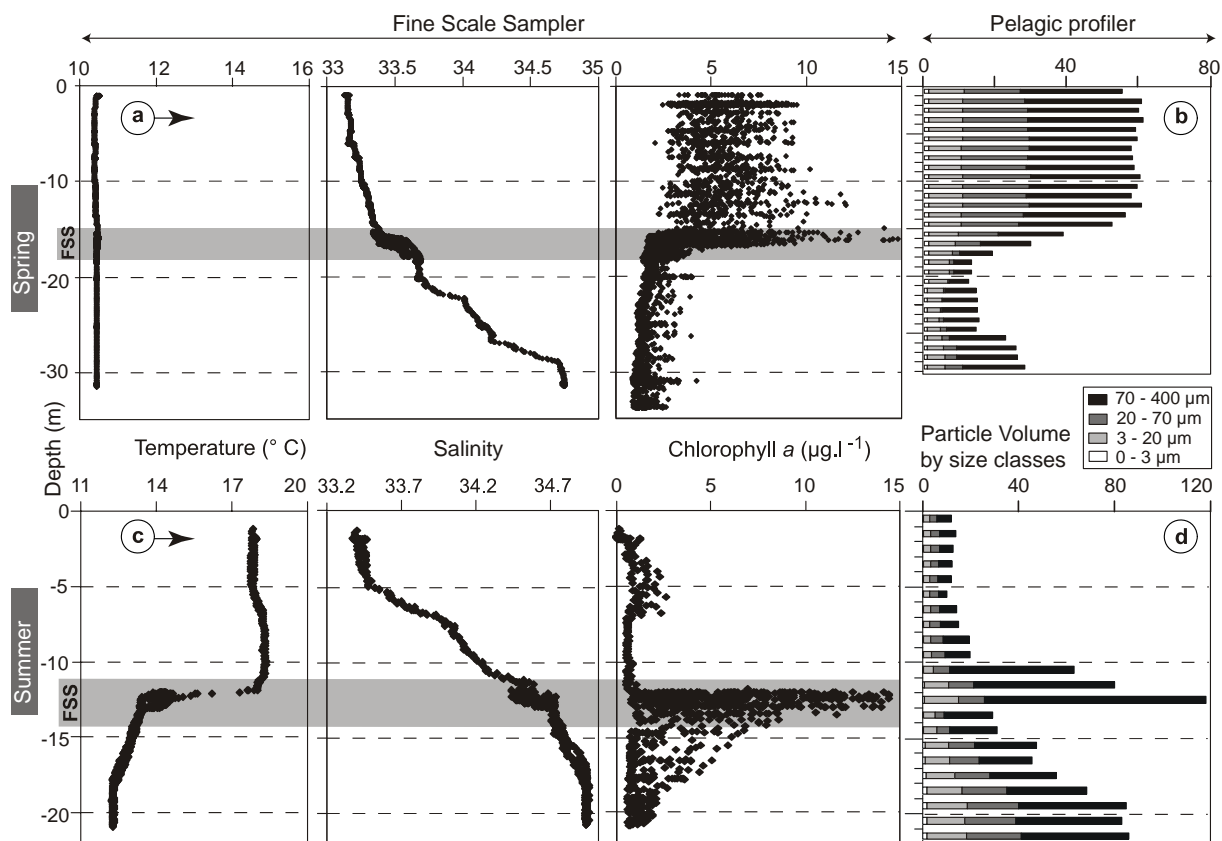 Fine Scale Sampler
Pelagic profiler
10 12 14 16
33 33.5 34 34.5 35
5 10 15
0 40 80
0
-10
-20
-30
a
b
Spring
FSS
Depth (m)
Temperature (° C)
Salinity
Chlorophyll a (µg.l -1)
Particle Volume
by size classes
70 - 400 µm
20 - 70 µm
3 - 20 µm
0 - 3 µm
11 14 17 20
33.2 33.7 34.2 34.7
0 5 10 15
0 40 80 120
0
-5
-10
-15
-20
c
d
Summer
FSS